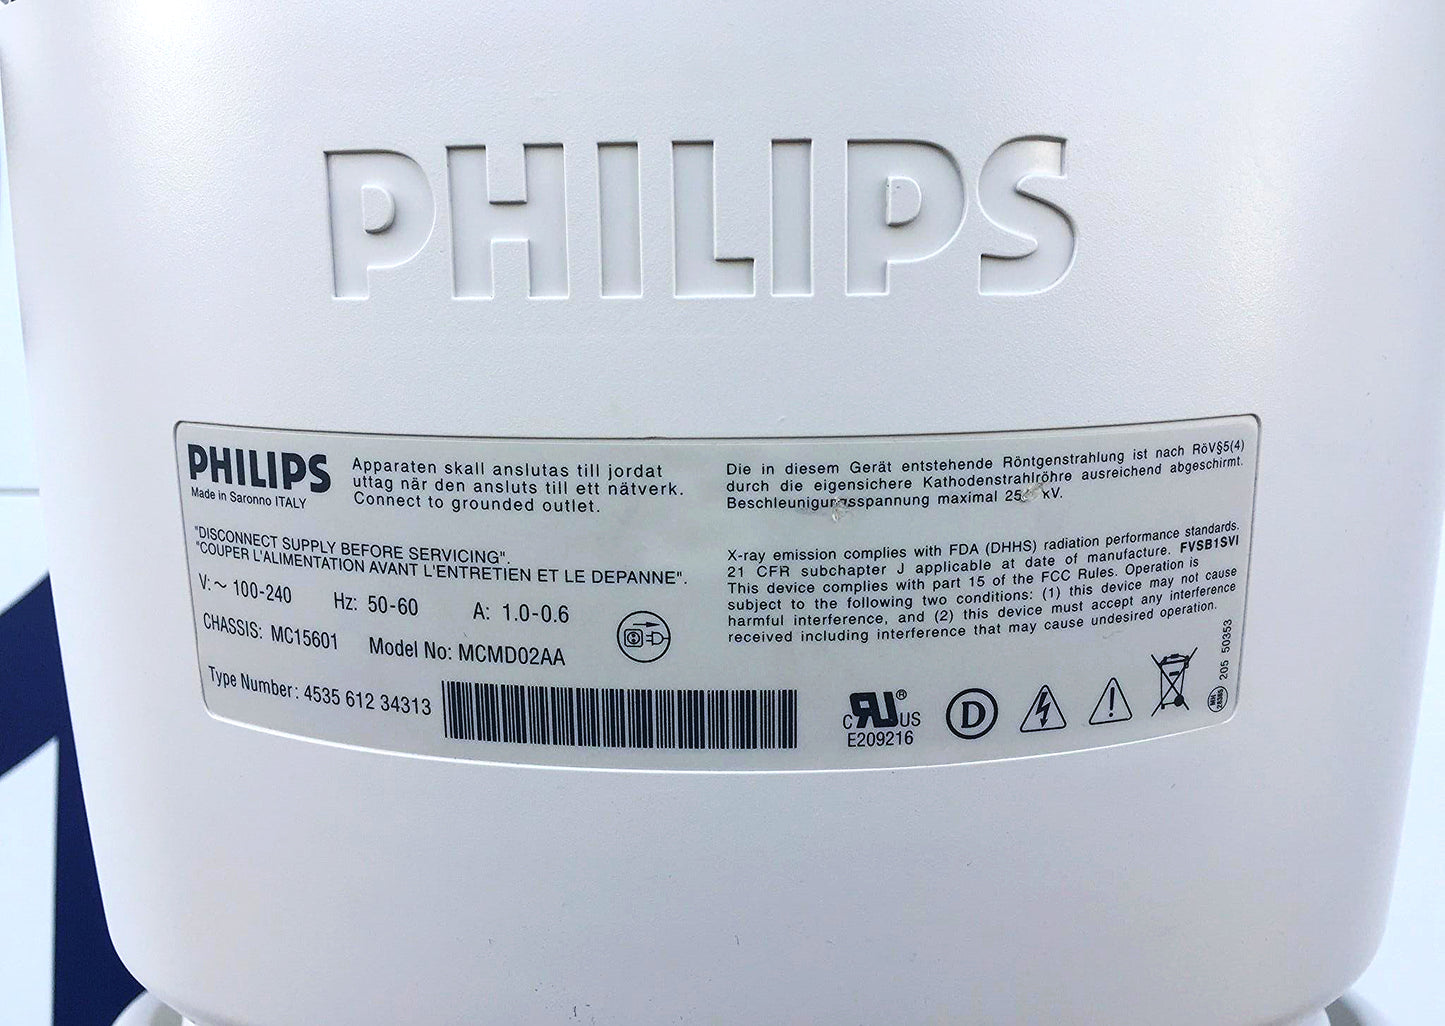 PHILIPS
PHILIPS
Made in Saronno ITALY
Apparaten skall anslutas till jordat
uttag när den ansluts till ett nätverk.
Connect to grounded outlet.
"DISCONNECT SUPPLY BEFORE SERVICING".
"COUPER L'ALIMENTATION AVANT L'ENTRETIEN ET LE DEPANNE".
V: ~ 100-240 Hz: 50-60 A: 1.0-0.6
CHASSIS: MC15601 Model No: MCMD02AA
Type Number: 4535 612 34313
Die in diesem Gerät entstehende Röntgenstrahlung ist nach RöV§5(4)
durch die eigensichere Kathodenstrahlröhre ausreichend abgeschirmt.
maximal kV.
X-ray emission complies with FDA (DHHS) radiation performance standards.
21 CFR subchapter J applicable at date of manufacture. FVSB1SVI
This device complies with part 15 of the FCC Rules. Operation is
subject to the following two conditions: (1) this device may not cause
harmful interference, and (2) this device must accept any interference
received including interference that may cause undesired operation.
c RU ® US
E209216
D
!
205 50353